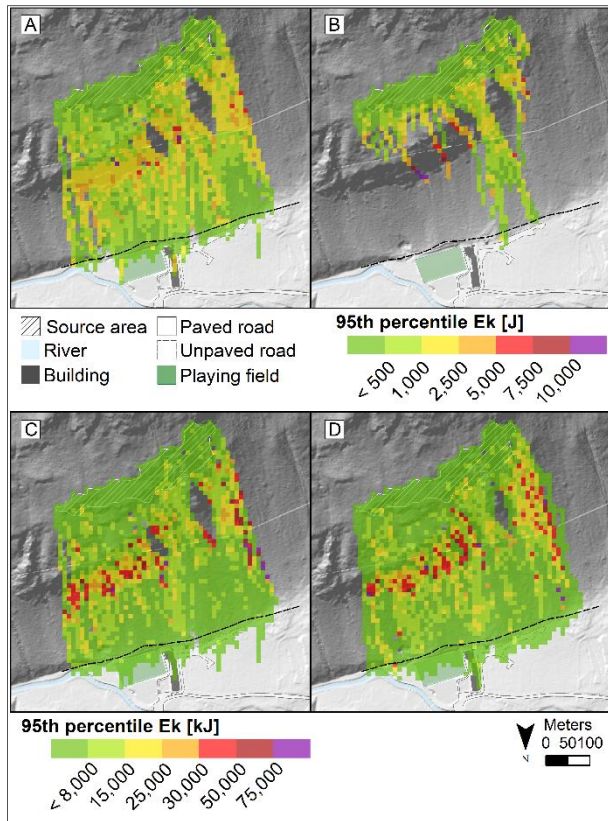 A
B
Source area
Paved road
River
Unpaved road
Building
Playing field
95th percentile Ek [J]
< 500
1,000
2,500
5,000
7,500
10,000
C
D
95th percentile Ek [kJ]
< 8,000
15,000
25,000
30,000
50,000
75,000
Meters
0 50100
N